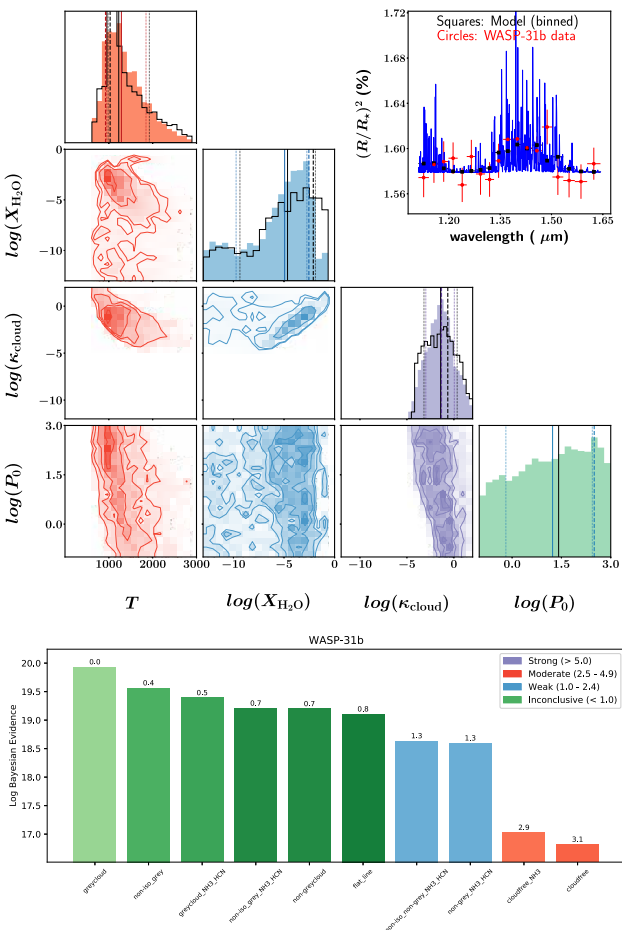 1.72
1.68
1.64
1.60
1.56
(R/R⋆)² (%)
Squares: Model (binned)
Circles: WASP-31b data
1.20 1.35 1.50 1.65
wavelength ( μm)
0
−5
−10
log(X_H₂O)
0
−5
−10
log(κ_cloud)
3.0
1.5
0.0
log(P₀)
1000 2000 3000
−10 −5 0
−10 −5 0
0.0 1.5 3.0
T log(X_H₂O) log(κ_cloud) log(P₀)
WASP-31b
Log Bayesian Evidence
20.0
19.5
19.0
18.5
18.0
17.5
17.0
0.0 0.4 0.5 0.7 0.7 0.8 1.3 1.3 2.9 3.1
Strong (> 5.0)
Moderate (2.5 - 4.9)
Weak (1.0 - 2.4)
Inconclusive (< 1.0)
greycloud
non-iso_grey
greycloud_NH3_HCN
non-iso_grey_NH3_HCN
non-greycloud
flat_line
non-iso_non-grey_NH3_HCN
non-grey_NH3_HCN
cloudfree_NH3
cloudfree